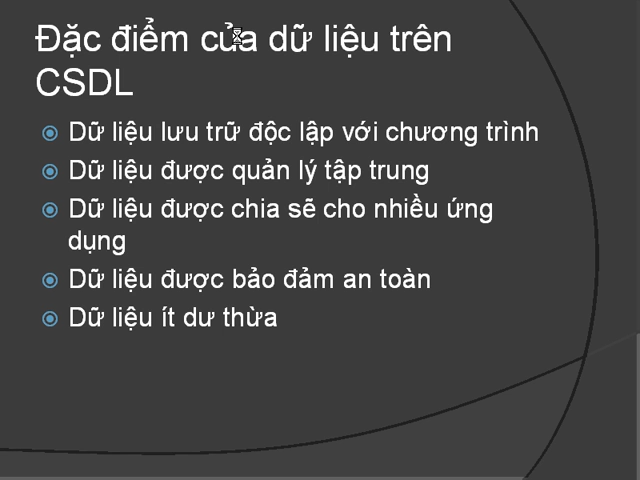 Đặc điểm của dữ liệu trên
CSDL
Dữ liệu lưu trữ độc lập với chương trình
Dữ liệu được quản lý tập trung
Dữ liệu được chia sẽ cho nhiều ứng
dụng
Dữ liệu được bảo đảm an toàn
Dữ liệu ít dư thừa